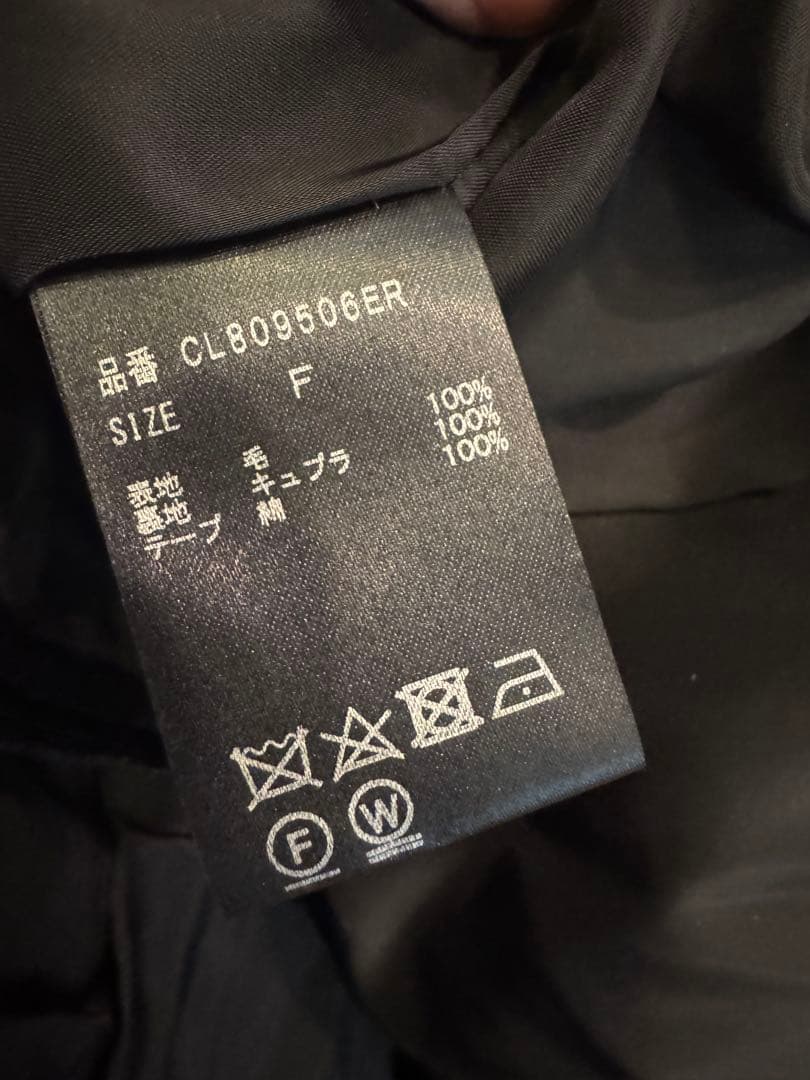 品番 CL809506ER
SIZE F
表地 毛 100%
裏地 キュプラ 100%
テープ 綿 100%
F
W